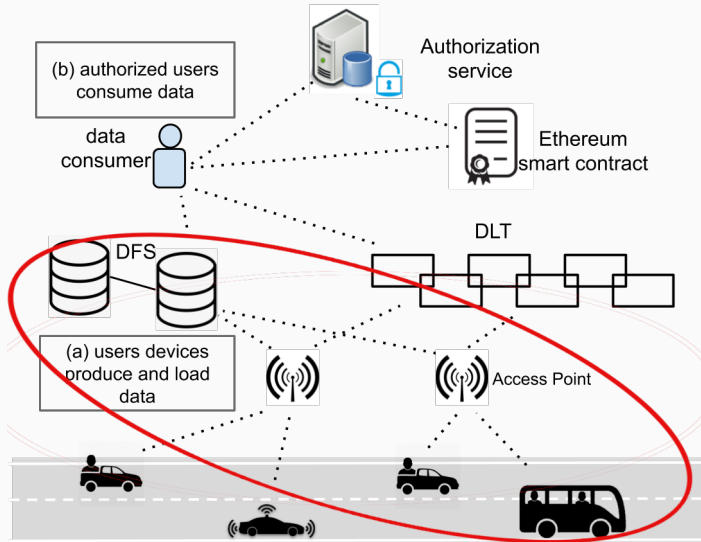 (b) authorized users
consume data
Authorization
service
data
consumer
Ethereum
smart contract
DFS
DLT
(a) users devices
produce and load
data
Access Point